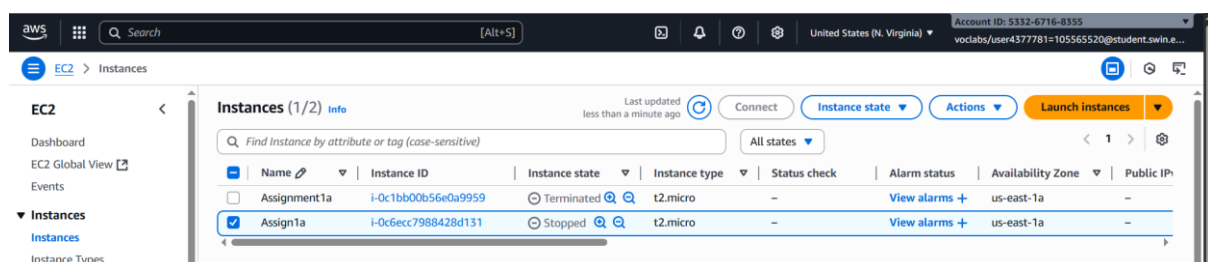 aws
Search
[Alt+S]
United States (N. Virginia)
Account ID: 5332-6716-8355
voclabs/user4377781=105565520@student.swin.e...
EC2 > Instances
EC2
Dashboard
EC2 Global View
Events
Instances
Instances
Instance Types
Instances (1/2) Info
Last updated
less than a minute ago
Connect
Instance state
Actions
Launch instances
Find Instance by attribute or tag (case-sensitive)
All states
1
Name Instance ID Instance state Instance type Status check Alarm status Availability Zone Public IPv
Assignment1a i-0c1bb00b56e0a9959 Terminated t2.micro – View alarms + us-east-1a –
Assign1a i-0c6ecc7988428d131 Stopped t2.micro – View alarms + us-east-1a –